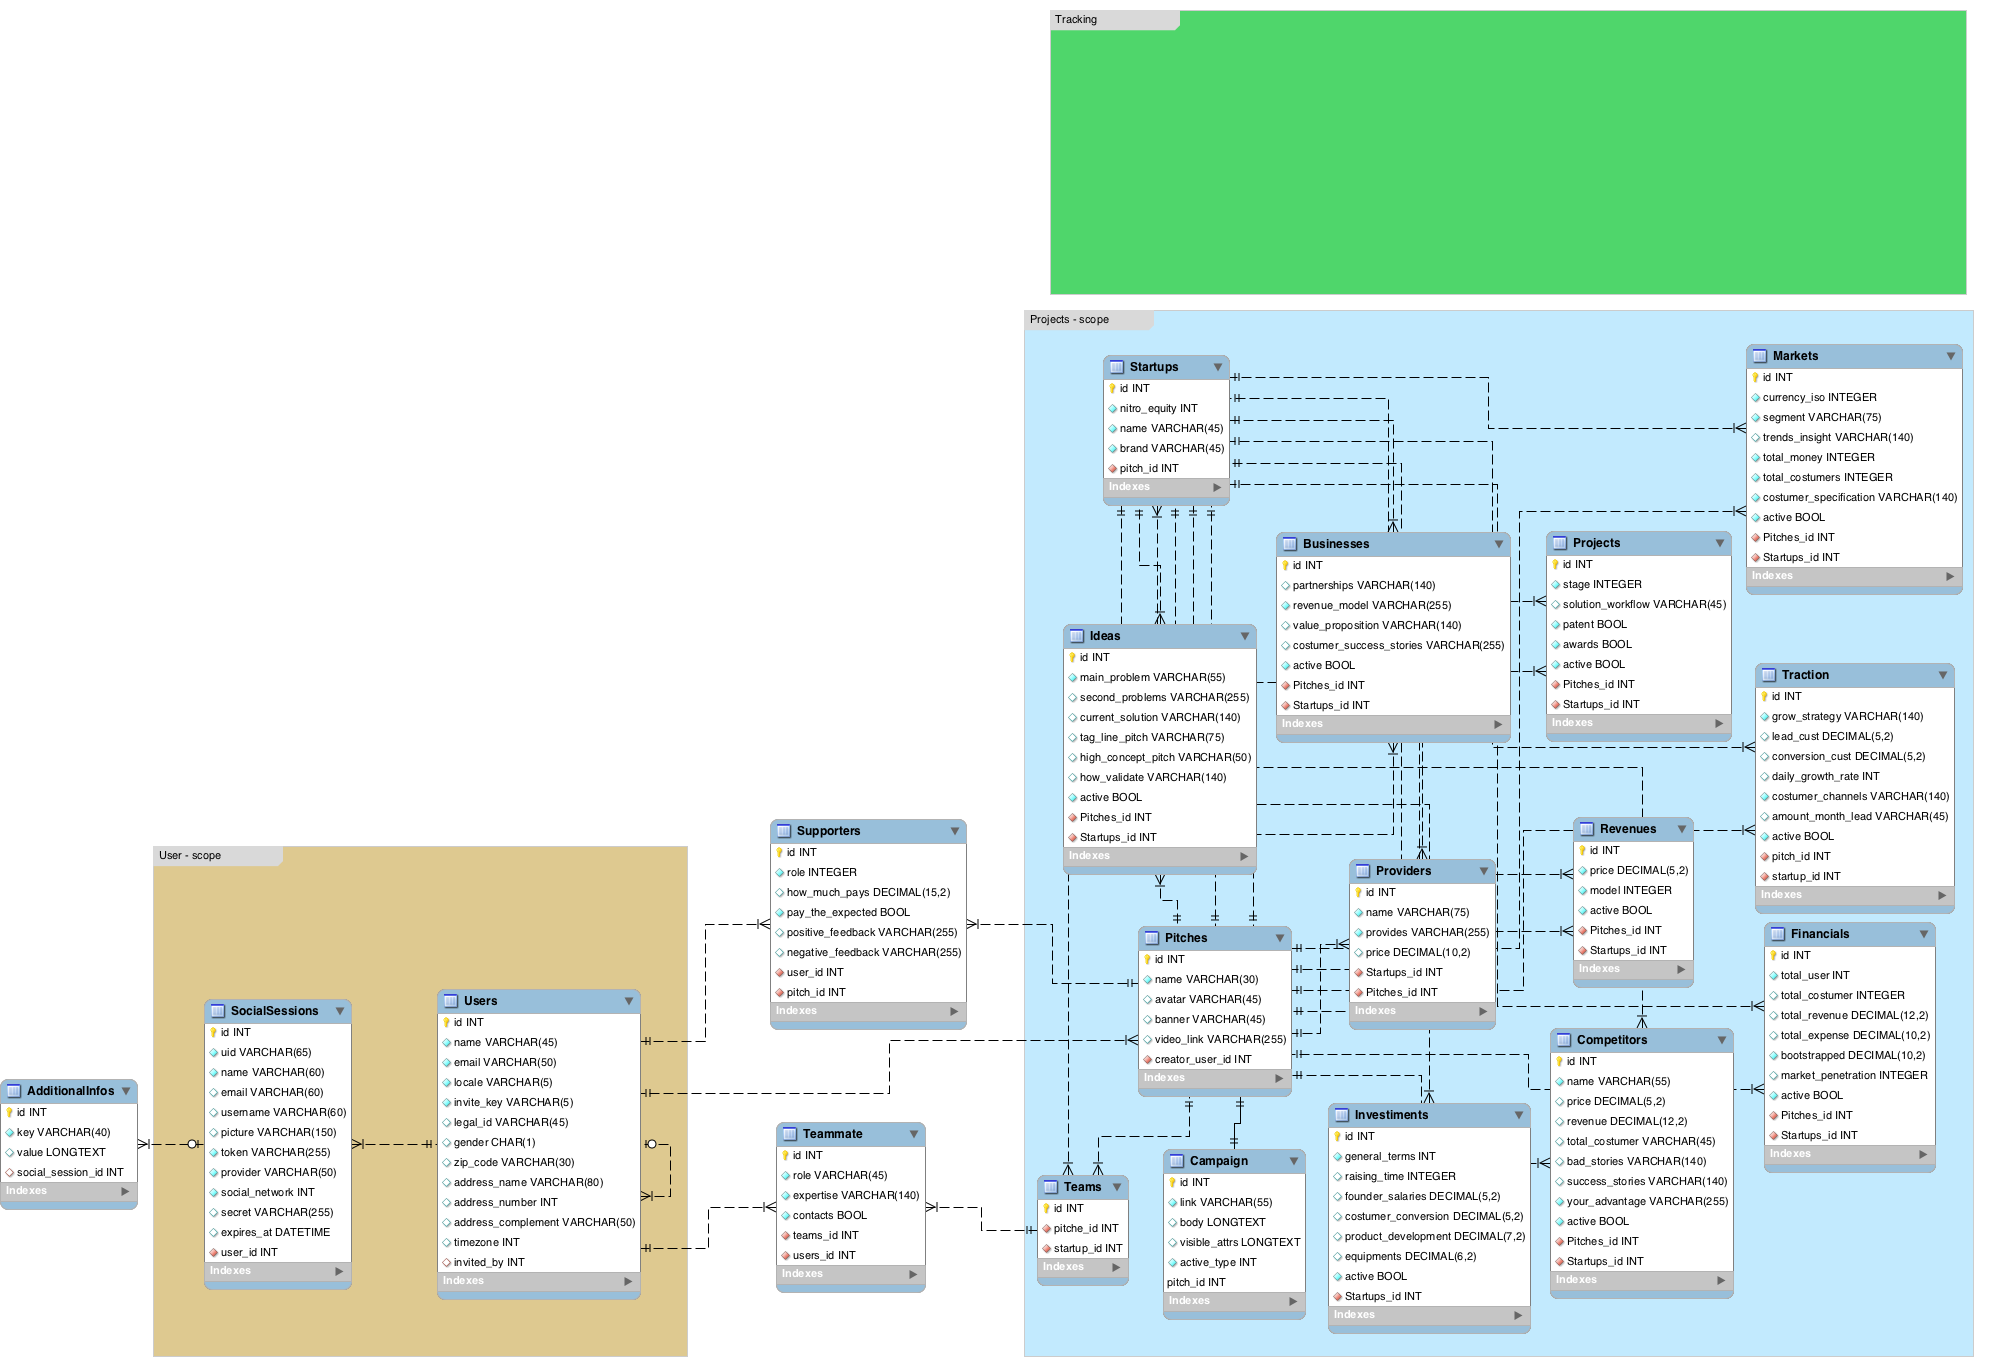 Tracking
Projects - scope
Startups
id INT
nitro_equity INT
name VARCHAR(45)
brand VARCHAR(45)
pitch_id INT
Indexes
Markets
id INT
currency_iso INTEGER
segment VARCHAR(75)
trends_insight VARCHAR(140)
total_money INTEGER
total_costumers INTEGER
costumer_specification VARCHAR(140)
active BOOL
Pitches_id INT
Startups_id INT
Indexes
Businesses
id INT
partnerships VARCHAR(140)
revenue_model VARCHAR(255)
value_proposition VARCHAR(140)
costumer_success_stories VARCHAR(255)
active BOOL
Pitches_id INT
Startups_id INT
Indexes
Projects
id INT
stage INTEGER
solution_workflow VARCHAR(45)
patent BOOL
awards BOOL
active BOOL
Pitches_id INT
Startups_id INT
Indexes
Ideas
id INT
main_problem VARCHAR(55)
second_problems VARCHAR(255)
current_solution VARCHAR(140)
tag_line_pitch VARCHAR(75)
high_concept_pitch VARCHAR(50)
how_validate VARCHAR(140)
active BOOL
Pitches_id INT
Startups_id INT
Indexes
Traction
id INT
grow_strategy VARCHAR(140)
lead_cust DECIMAL(5,2)
conversion_cust DECIMAL(5,2)
daily_growth_rate INT
costumer_channels VARCHAR(140)
amount_month_lead VARCHAR(45)
active BOOL
pitch_id INT
startup_id INT
Indexes
Supporters
id INT
role INTEGER
how_much_pays DECIMAL(15,2)
pay_the_expected BOOL
positive_feedback VARCHAR(255)
negative_feedback VARCHAR(255)
user_id INT
pitch_id INT
Indexes
Revenues
id INT
price DECIMAL(5,2)
model INTEGER
active BOOL
Pitches_id INT
Startups_id INT
Indexes
User - scope
Providers
id INT
name VARCHAR(75)
provides VARCHAR(255)
price DECIMAL(10,2)
Startups_id INT
Pitches_id INT
Indexes
Pitches
id INT
name VARCHAR(30)
avatar VARCHAR(45)
banner VARCHAR(45)
video_link VARCHAR(255)
creator_user_id INT
Indexes
Financials
id INT
total_user INT
total_costumer INTEGER
total_revenue DECIMAL(12,2)
total_expense DECIMAL(10,2)
bootstrapped DECIMAL(10,2)
market_penetration INTEGER
active BOOL
Pitches_id INT
Startups_id INT
Indexes
SocialSessions
id INT
uid VARCHAR(65)
name VARCHAR(60)
email VARCHAR(60)
username VARCHAR(60)
picture VARCHAR(150)
token VARCHAR(255)
provider VARCHAR(50)
social_network INT
secret VARCHAR(255)
expires_at DATETIME
user_id INT
Indexes
Users
id INT
name VARCHAR(45)
email VARCHAR(50)
locale VARCHAR(5)
invite_key VARCHAR(5)
legal_id VARCHAR(45)
gender CHAR(1)
zip_code VARCHAR(30)
address_name VARCHAR(80)
address_number INT
address_complement VARCHAR(50)
timezone INT
invited_by INT
Indexes
Competitors
id INT
name VARCHAR(55)
price DECIMAL(5,2)
revenue DECIMAL(12,2)
total_costumer VARCHAR(45)
bad_stories VARCHAR(140)
success_stories VARCHAR(140)
your_advantage VARCHAR(255)
active BOOL
Pitches_id INT
Startups_id INT
Indexes
AdditionalInfos
id INT
key VARCHAR(40)
value LONGTEXT
social_session_id INT
Indexes
Investiments
id INT
general_terms INT
raising_time INTEGER
founder_salaries DECIMAL(5,2)
costumer_conversion DECIMAL(5,2)
product_development DECIMAL(7,2)
equipments DECIMAL(6,2)
active BOOL
Startups_id INT
Indexes
Teammate
id INT
role VARCHAR(45)
expertise VARCHAR(140)
contacts BOOL
teams_id INT
users_id INT
Indexes
Campaign
id INT
link VARCHAR(55)
body LONGTEXT
visible_attrs LONGTEXT
active_type INT
pitch_id INT
Indexes
Teams
id INT
pitche_id INT
startup_id INT
Indexes